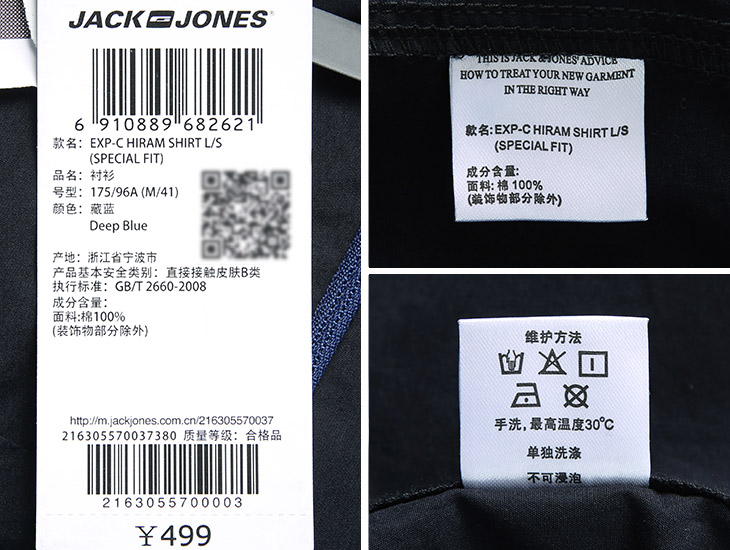 JACK JONES
6 910889 682621
款名: EXP-C HIRAM SHIRT L/S
(SPECIAL FIT)
品名: 衬衫
号型: 175/96A (M/41)
颜色: 藏蓝
Deep Blue
产地: 浙江省宁波市
产品基本安全类别: 直接接触皮肤B类
执行标准: GB/T 2660-2008
成分含量:
面料:棉100%
(装饰物部分除外)
http://m.jackjones.com.cn/216305570037
216305570037380 质量等级: 合格品
2163055700003
¥499
THIS IS JACK & JONES' ADVICE
HOW TO TREAT YOUR NEW GARMENT
IN THE RIGHT WAY
款名: EXP-C HIRAM SHIRT L/S
(SPECIAL FIT)
成分含量:
面料: 棉 100%
(装饰物部分除外)
维护方法
手洗,最高温度30℃
单独洗涤
不可浸泡